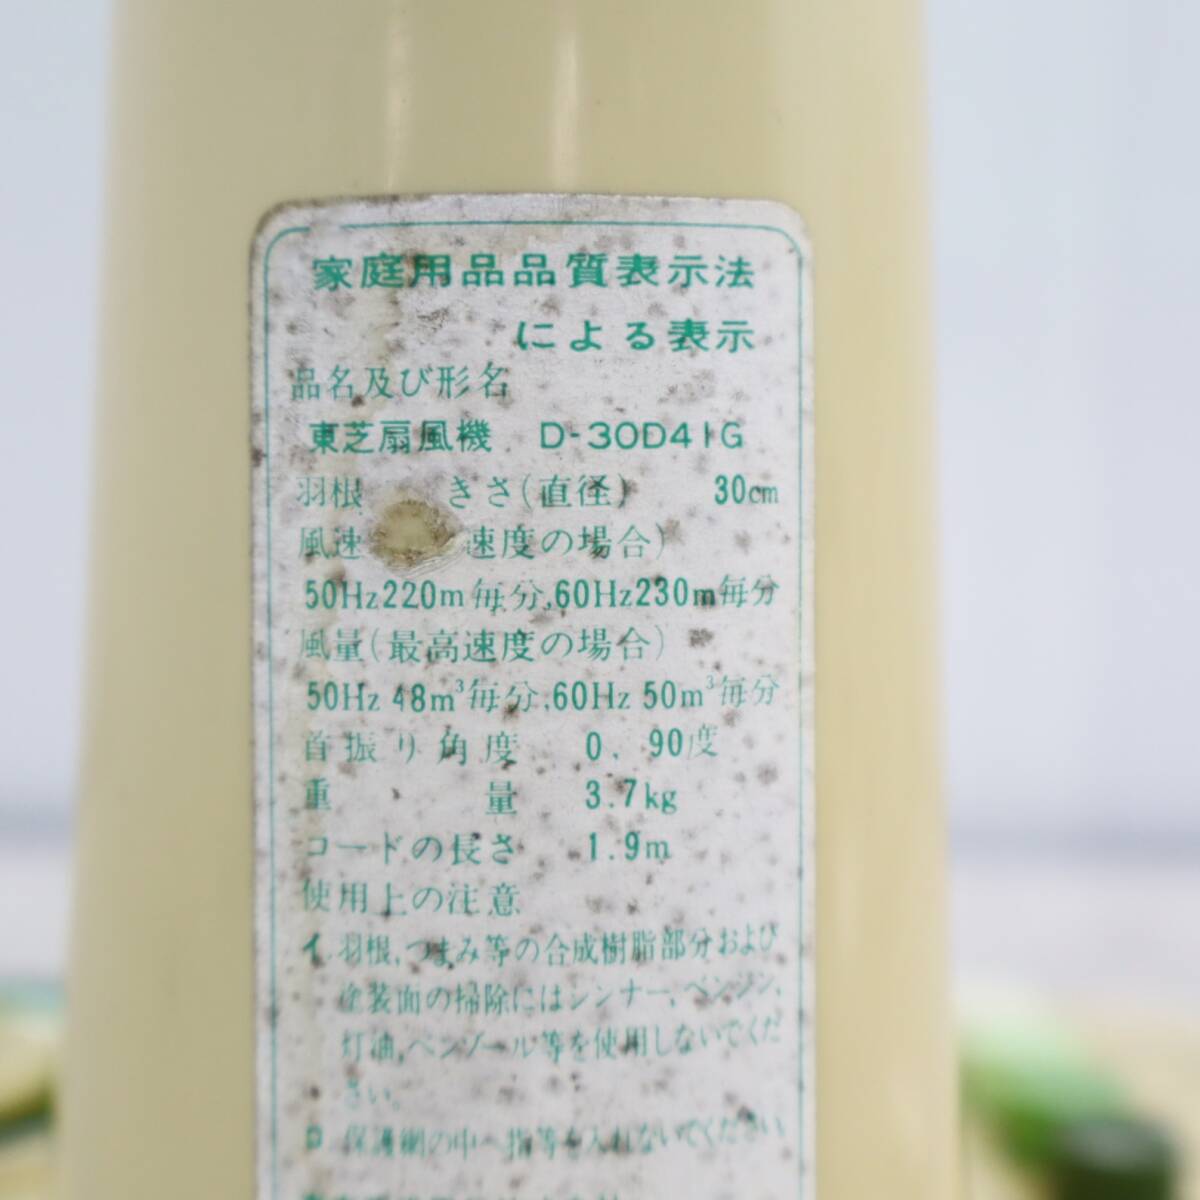 家庭用品品質表示法
による表示
品名及び形名
東芝扇風機 D-30D41G
羽根 きさ(直径) 30cm
風速 速度の場合)
50Hz220m毎分,60Hz230m毎分
風量(最高速度の場合)
50Hz 48m³毎分,60Hz 50m³毎分
首振り角度 0, 90度
重量 3.7kg
コードの長さ 1.9m
使用上の注意
イ.羽根,つまみ等の合成樹脂部分および
塗装面の掃除にはシンナー,ベンジン,
灯油,ベンゾール等を使用しないでくだ
さい。
ロ.保護網の中へ指等を入れないでください